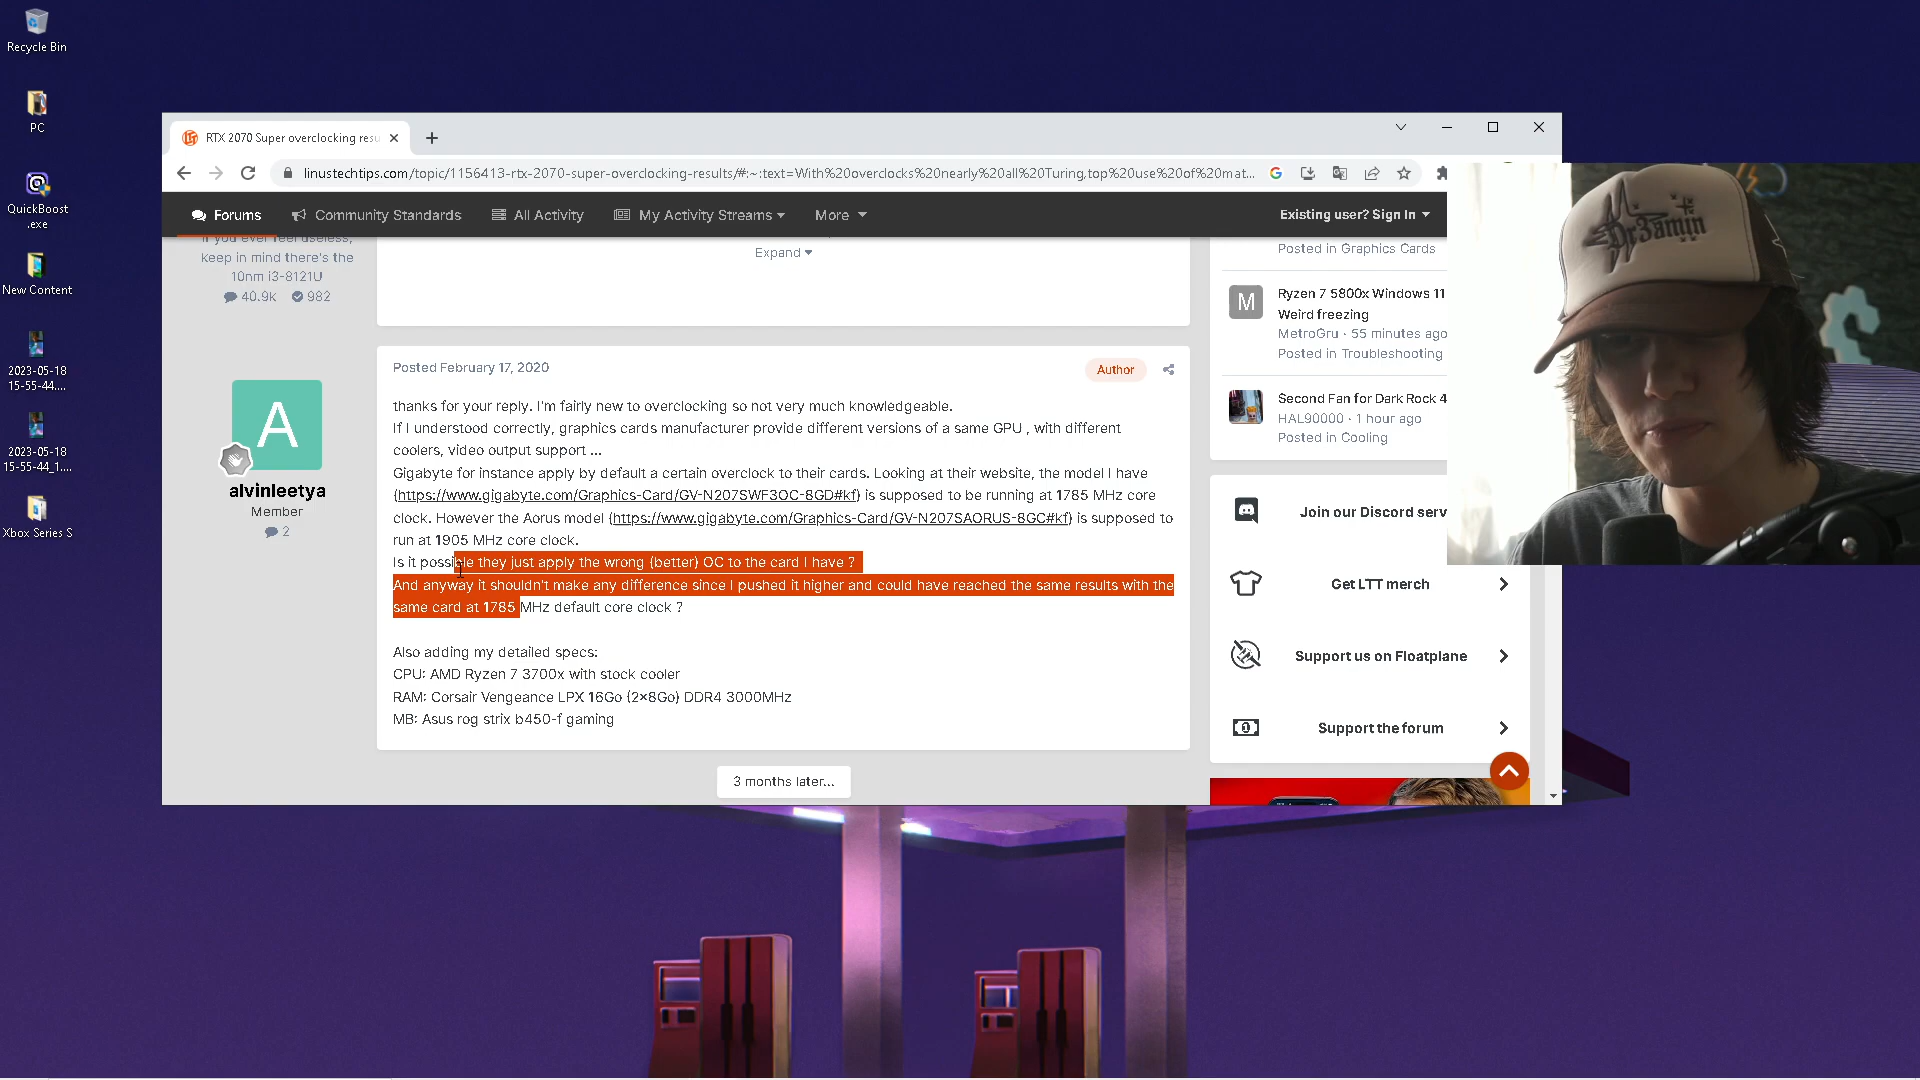 Recycle Bin
PC
QuickBoost
.exe
New Content
2023-05-18
15-55-44....
2023-05-18
15-55-44_1....
Xbox Series S
RTX 2070 Super overclocking resu
linustechtips.com/topic/1156413-rtx-2070-super-overclocking-results/#:~:text=With%20overclocks%20nearly%20all%20Turing,top%20use%20of%20mat...
Forums
Community Standards
All Activity
My Activity Streams
More
Existing user? Sign In
If you ever feel useless,
keep in mind there's the
10nm i3-8121U
40.9k 982
Expand
Posted February 17, 2020
Author
A
alvinleetya
Member
2
thanks for your reply. I'm fairly new to overclocking so not very much knowledgeable.
If I understood correctly, graphics cards manufacturer provide different versions of a same GPU , with different
coolers, video output support ...
Gigabyte for instance apply by default a certain overclock to their cards. Looking at their website, the model I have
(https://www.gigabyte.com/Graphics-Card/GV-N207SWF3OC-8GD#kf) is supposed to be running at 1785 MHz core
clock. However the Aorus model (https://www.gigabyte.com/Graphics-Card/GV-N207SAORUS-8GC#kf) is supposed to
run at 1905 MHz core clock.
Is it possible they just apply the wrong (better) OC to the card I have ?
And anyway it shouldn't make any difference since I pushed it higher and could have reached the same results with the
same card at 1785 MHz default core clock ?
Also adding my detailed specs:
CPU: AMD Ryzen 7 3700x with stock cooler
RAM: Corsair Vengeance LPX 16Go (2x8Go) DDR4 3000MHz
MB: Asus rog strix b450-f gaming
3 months later...
Posted in Graphics Cards
M
Ryzen 7 5800x Windows 11
Weird freezing
MetroGru · 55 minutes ago
Posted in Troubleshooting
Second Fan for Dark Rock 4
HAL90000 · 1 hour ago
Posted in Cooling
Join our Discord serv
Get LTT merch
Support us on Floatplane
Support the forum
Dr3amin